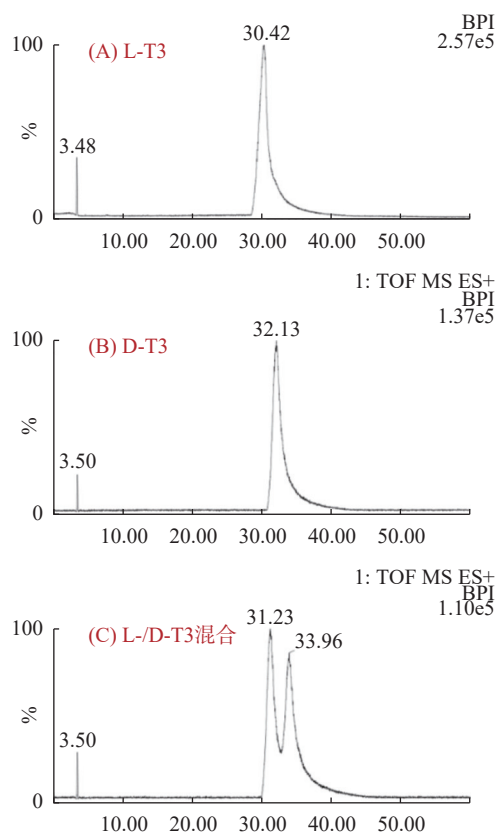 BPI
2.57e5
30.42
100
(A) L-T3
3.48
%
0
10.00 20.00 30.00 40.00 50.00
1: TOF MS ES+
BPI
1.37e5
32.13
100
(B) D-T3
3.50
%
0
10.00 20.00 30.00 40.00 50.00
1: TOF MS ES+
BPI
1.10e5
31.23
100
(C) L-/D-T3混合
33.96
3.50
%
0
10.00 20.00 30.00 40.00 50.00